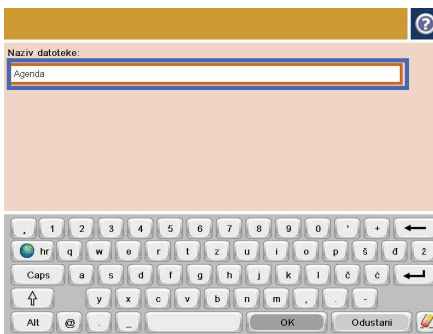 ?
Naziv datoteke:
Agenda
¸ 1 2 3 4 5 6 7 8 9 0 ' +
hr q w e r t z u i o p š đ ž
Caps a s d f g h j k l č ć
y x c v b n m , . -
Alt @ . _ OK Odustani